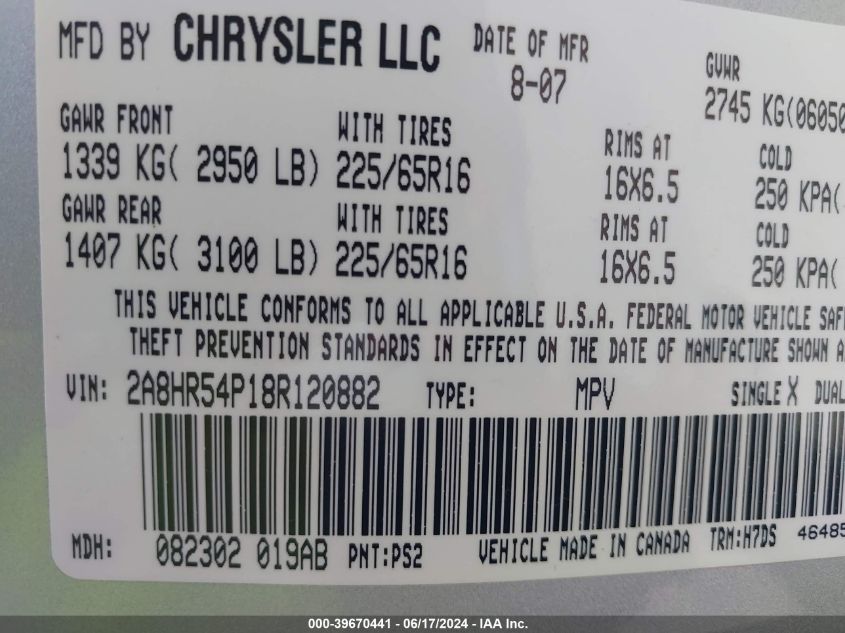 MFD BY CHRYSLER LLC DATE OF MFR GVWR
8-07 2745 KG(06050
GAWR FRONT WITH TIRES RIMS AT COLD
1339 KG( 2950 LB) 225/65R16 16X6.5 250 KPA(
GAWR REAR WITH TIRES RIMS AT COLD
1407 KG( 3100 LB) 225/65R16 16X6.5 250 KPA(
THIS VEHICLE CONFORMS TO ALL APPLICABLE U.S.A. FEDERAL MOTOR VEHICLE SAF
THEFT PREVENTION STANDARDS IN EFFECT ON THE DATE OF MANUFACTURE SHOWN A
VIN: 2A8HR54P18R120882 TYPE: MPV SINGLE X DUAL
MDH: 082302 019AB PNT:PS2 VEHICLE MADE IN CANADA TRM:H7DS 46485
000-39670441 - 06/17/2024 - IAA Inc.